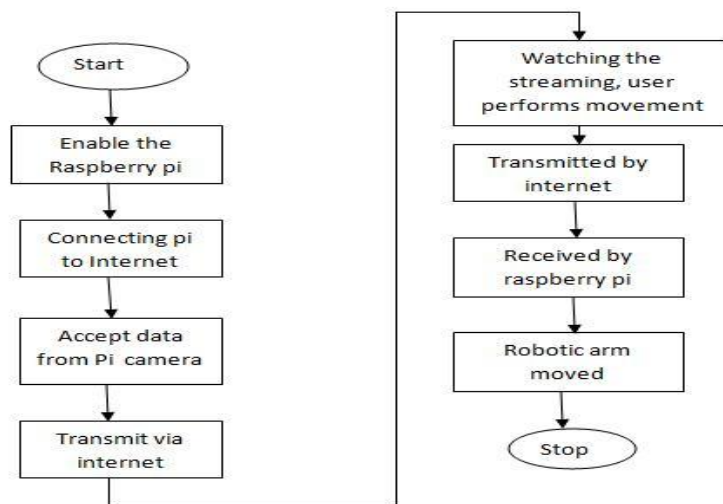 Start
Enable the
Raspberry pi
Connecting pi
to Internet
Accept data
from Pi camera
Transmit via
internet
Watching the
streaming, user
performs movement
Transmitted by
internet
Received by
raspberry pi
Robotic arm
moved
Stop